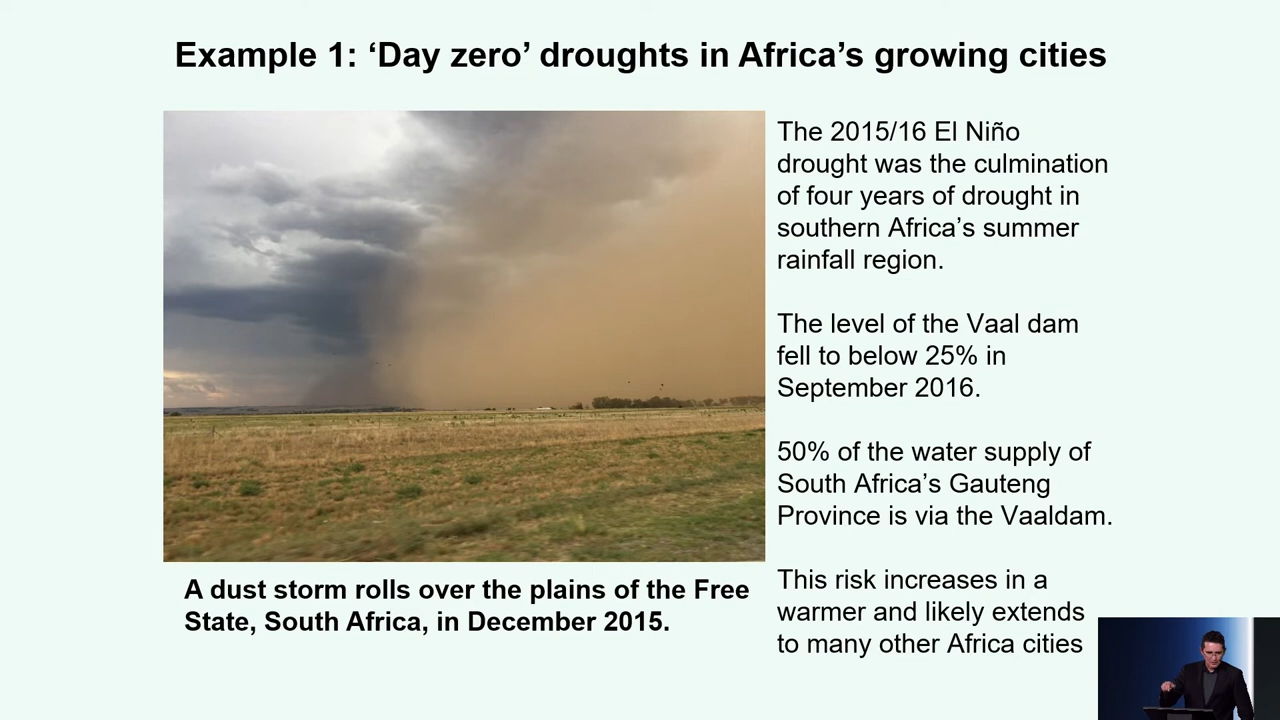 Example 1: ‘Day zero’ droughts in Africa’s growing cities
The 2015/16 El Niño
drought was the culmination
of four years of drought in
southern Africa’s summer
rainfall region.
The level of the Vaal dam
fell to below 25% in
September 2016.
50% of the water supply of
South Africa’s Gauteng
Province is via the Vaaldam.
This risk increases in a
warmer and likely extends
to many other Africa cities
A dust storm rolls over the plains of the Free
State, South Africa, in December 2015.